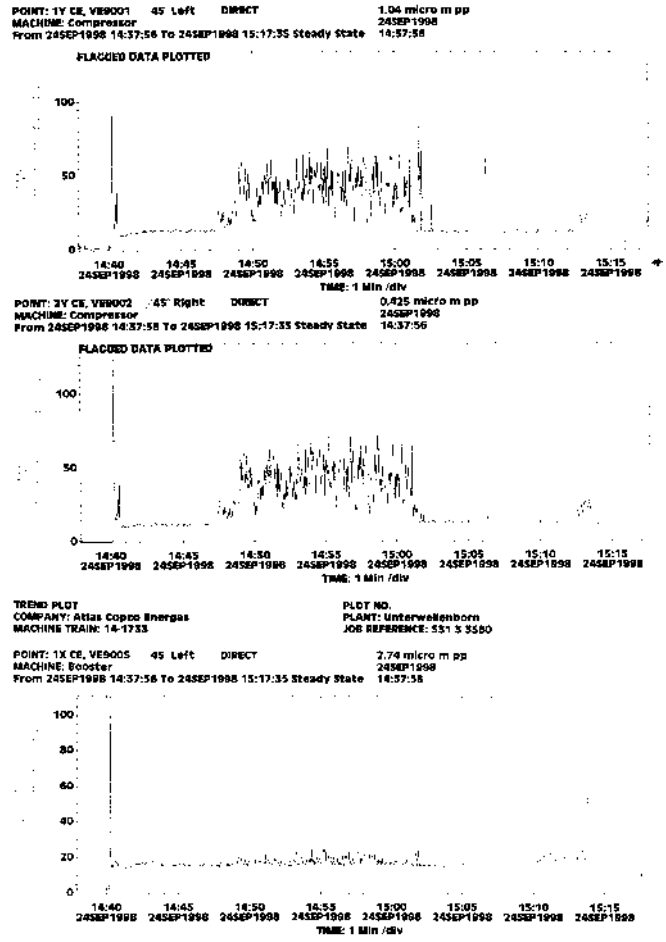 POINT: 1Y CE, VE9001 45 Left DIRECT 1.04 micro m pp
MACHINE: Compressor 24SEP1998
From 24SEP1998 14:37:56 To 24SEP1998 15:17:35 Steady State 14:37:56
FLAGGED DATA PLOTTED
100
50
0
14:40 14:45 14:50 14:55 15:00 15:05 15:10 15:15
24SEP1998 24SEP1998 24SEP1998 24SEP1998 24SEP1998 24SEP1998 24SEP1998 24SEP1998
TIME: 1 Min /div
POINT: 2Y CE, VE9002 45 Right DIRECT 0.425 micro m pp
MACHINE: Compressor 24SEP1998
From 24SEP1998 14:37:56 To 24SEP1998 15:17:35 Steady State 14:37:56
FLAGGED DATA PLOTTED
100
50
0
14:40 14:45 14:50 14:55 15:00 15:05 15:10 15:15
24SEP1998 24SEP1998 24SEP1998 24SEP1998 24SEP1998 24SEP1998 24SEP1998 24SEP1998
TIME: 1 Min /div
TREND PLOT PLOT NO.
COMPANY: Atlas Copco Energas PLANT: Unterwellenborn
MACHINE TRAIN: 14-1733 JOB REFERENCE: 531 3 3580
POINT: 1X CE, VE9005 45 Left DIRECT 2.74 micro m pp
MACHINE: Booster 24SEP1998
From 24SEP1998 14:37:56 To 24SEP1998 15:17:35 Steady State 14:37:56
100
80
60
40
20
0
14:40 14:45 14:50 14:55 15:00 15:05 15:10 15:15
24SEP1998 24SEP1998 24SEP1998 24SEP1998 24SEP1998 24SEP1998 24SEP1998 24SEP1998
TIME: 1 Min /div